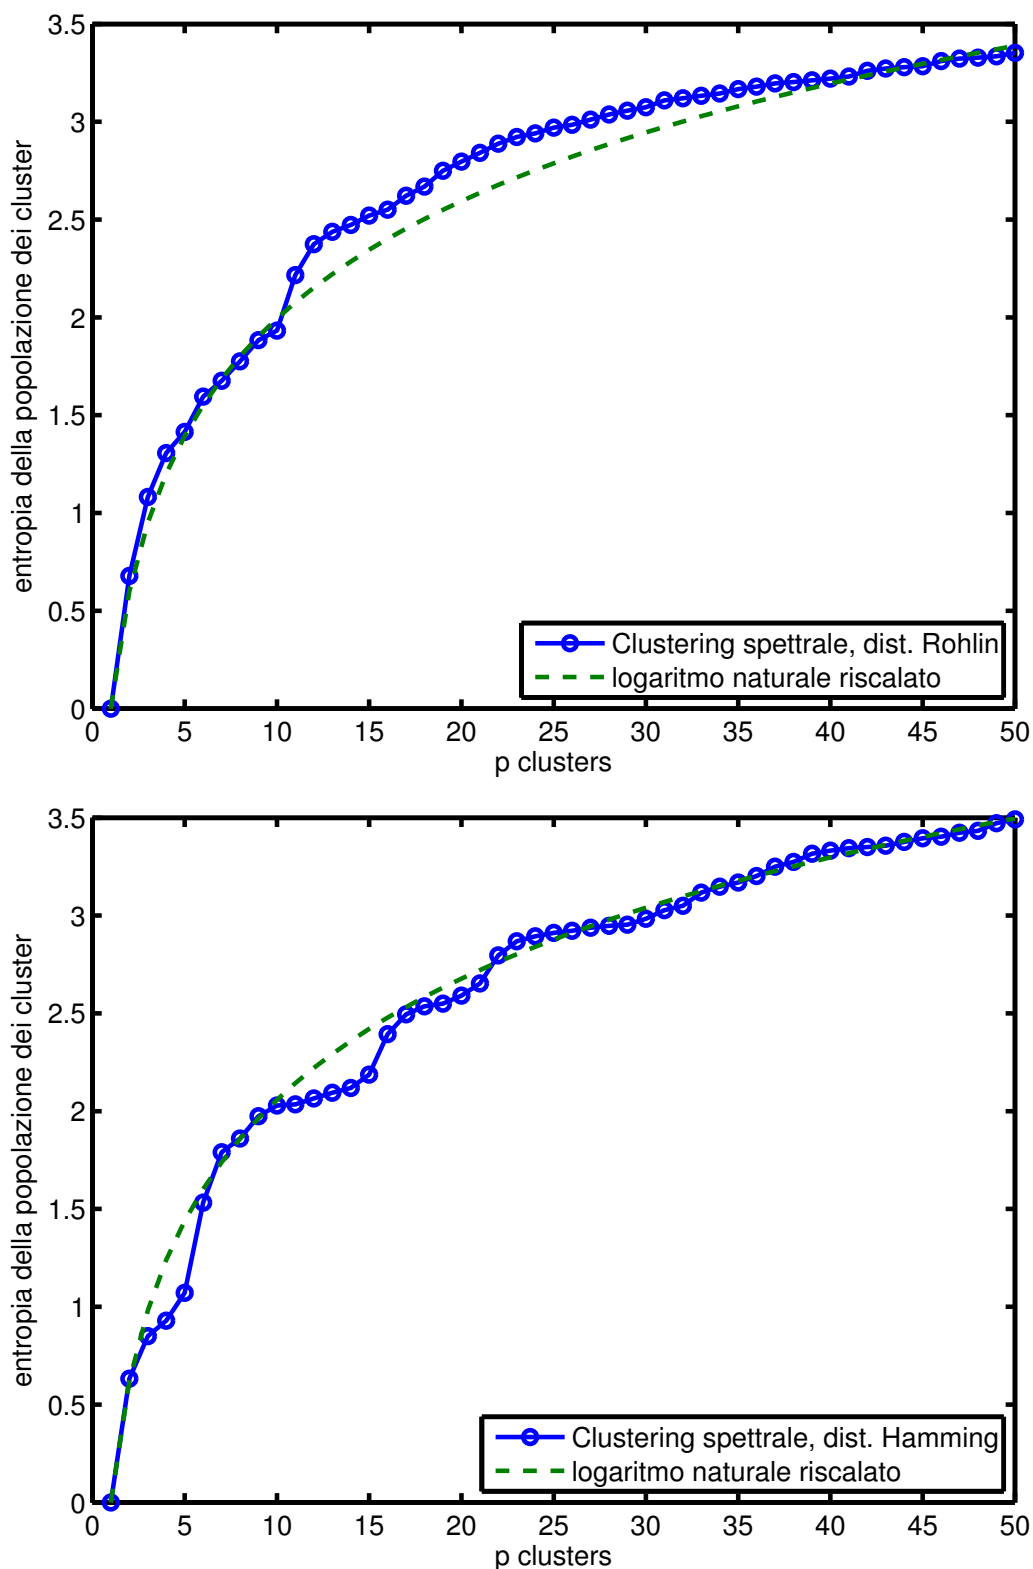 entropia della popolazione dei cluster
3.5
3
2.5
2
1.5
1
0.5
0
Clustering spettrale, dist. Rohlin
logaritmo naturale riscalato
0 5 10 15 20 25 30 35 40 45 50
p clusters
entropia della popolazione dei cluster
3.5
3
2.5
2
1.5
1
0.5
0
Clustering spettrale, dist. Hamming
logaritmo naturale riscalato
0 5 10 15 20 25 30 35 40 45 50
p clusters